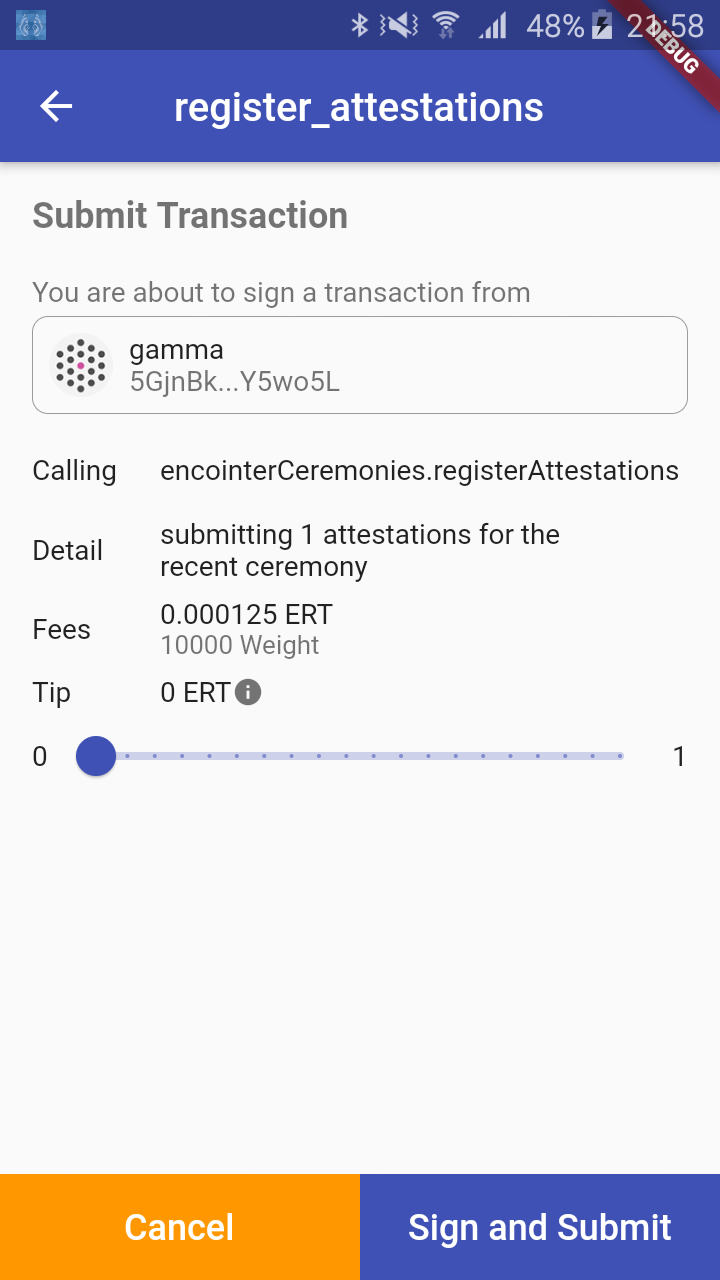 48% 21:58
DEBUG
register_attestations
Submit Transaction
You are about to sign a transaction from
gamma
5GjnBk...Y5wo5L
Calling encointerCeremonies.registerAttestations
Detail submitting 1 attestations for the
recent ceremony
Fees 0.000125 ERT
10000 Weight
Tip 0 ERT
0 1
Cancel Sign and Submit